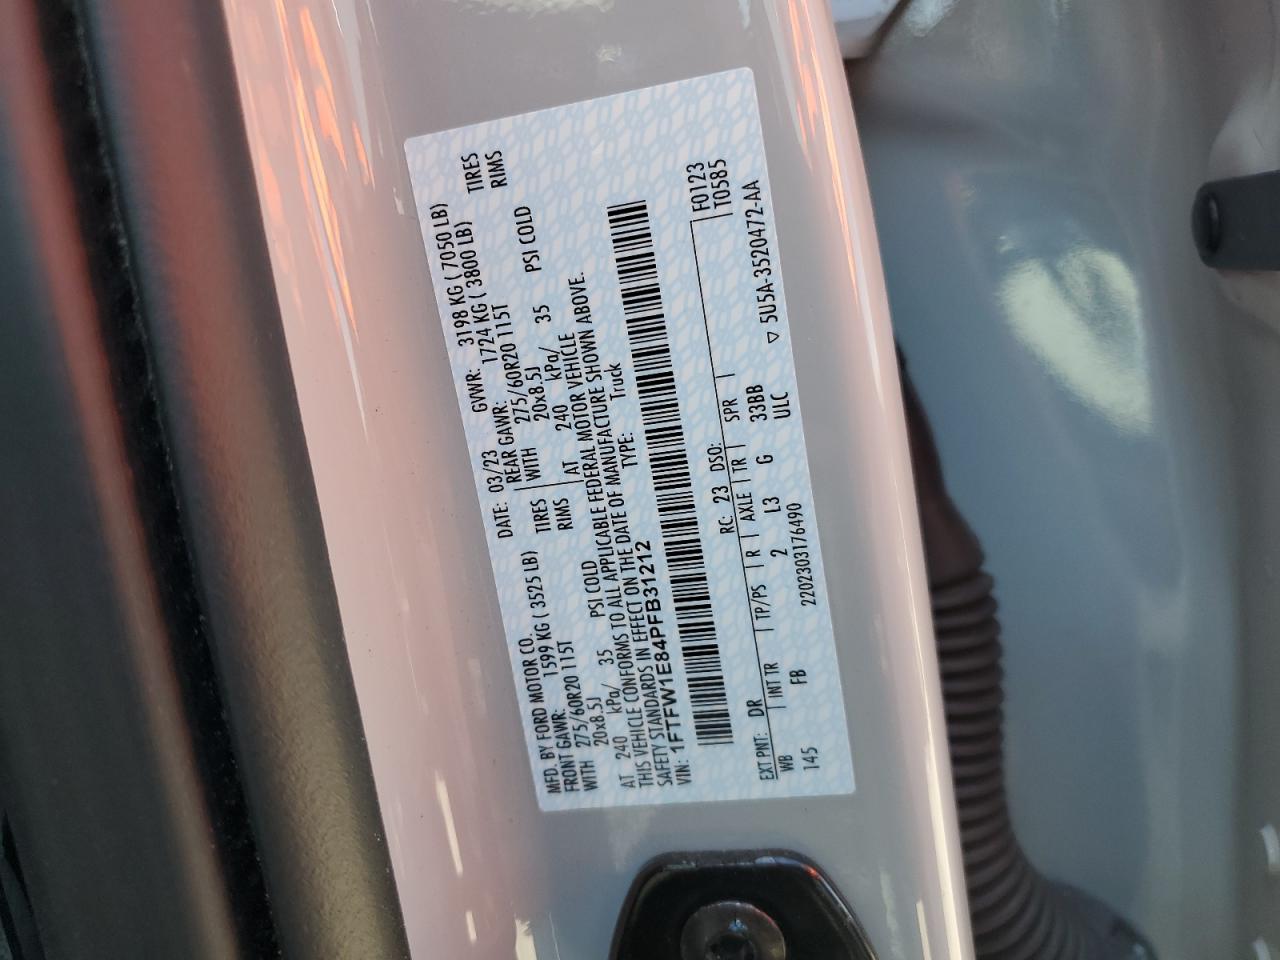 MFD. BY FORD MOTOR CO.
DATE: 03/23 GVWR: 3198 KG ( 7050 LB)
FRONT GAWR: 1599 KG ( 3525 LB) REAR GAWR: 1724 KG ( 3800 LB)
WITH 275/60R20 115T TIRES WITH 275/60R20 115T TIRES
20x8.5J RIMS 20x8.5J RIMS
AT 240 kPa/ 35 PSI COLD AT 240 kPa/ 35 PSI COLD
THIS VEHICLE CONFORMS TO ALL APPLICABLE FEDERAL MOTOR VEHICLE
SAFETY STANDARDS IN EFFECT ON THE DATE OF MANUFACTURE SHOWN ABOVE.
VIN: 1FTFW1E84PFB31212 TYPE: Truck
F0123
T0585
EXT PNT: DR RC: 23 DSO:
WB INT TR TP/PS R AXLE TR SPR
145 FB 2 L3 G 33BB
2202303176490 ULC
▽ 5U5A-3520472-AA